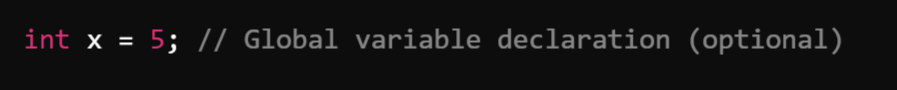 int x = 5; // Global variable declaration (optional)